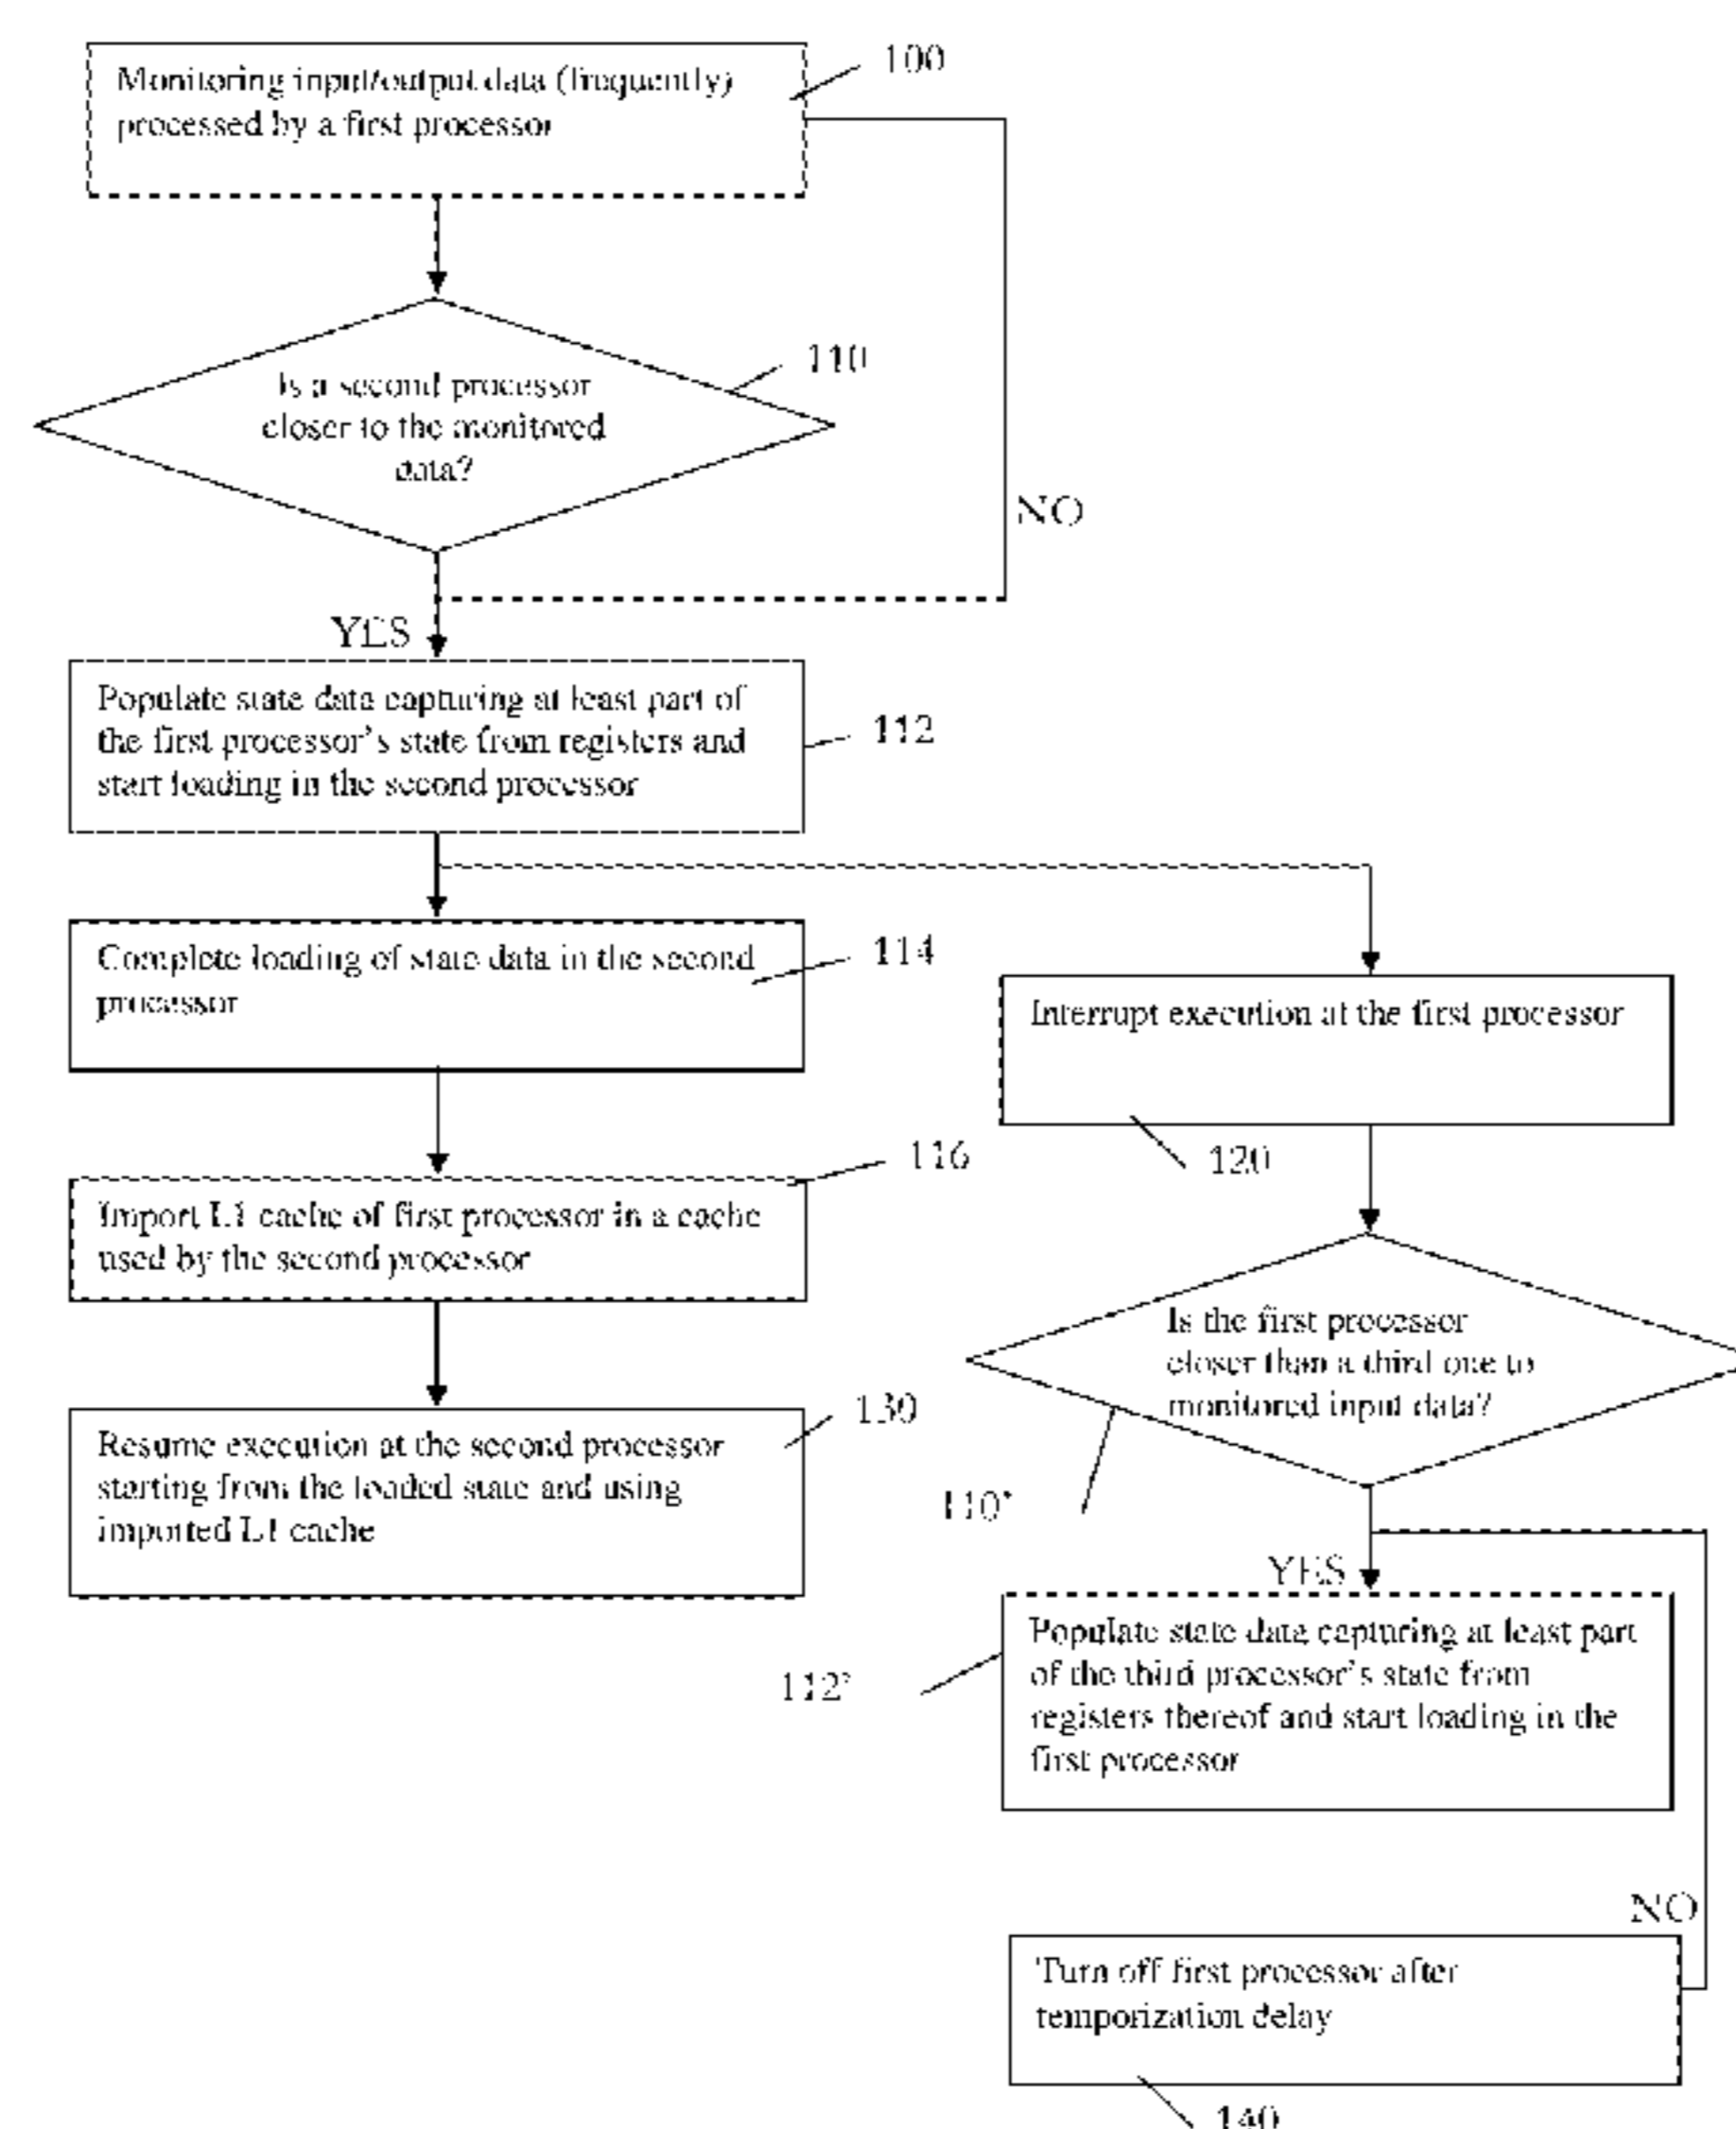 Monitoring input/output data (frequently)
processed by a first processor
100
Is a second processor
closer to the monitored
data?
110
NO
YES
Populate state data capturing at least part of
the first processor's state from registers and
start loading in the second processor
112
Complete loading of state data in the second
processor
114
Interrupt execution at the first processor
120
Import L1 cache of first processor in a cache
used by the second processor
116
Is the first processor
closer than a third one to
monitored input data?
110'
Resume execution at the second processor
starting from the loaded state and using
imported L1 cache
130
YES
Populate state data capturing at least part
of the third processor's state from
registers thereof and start loading in the
first processor
112'
NO
Turn off first processor after
temporization delay
140